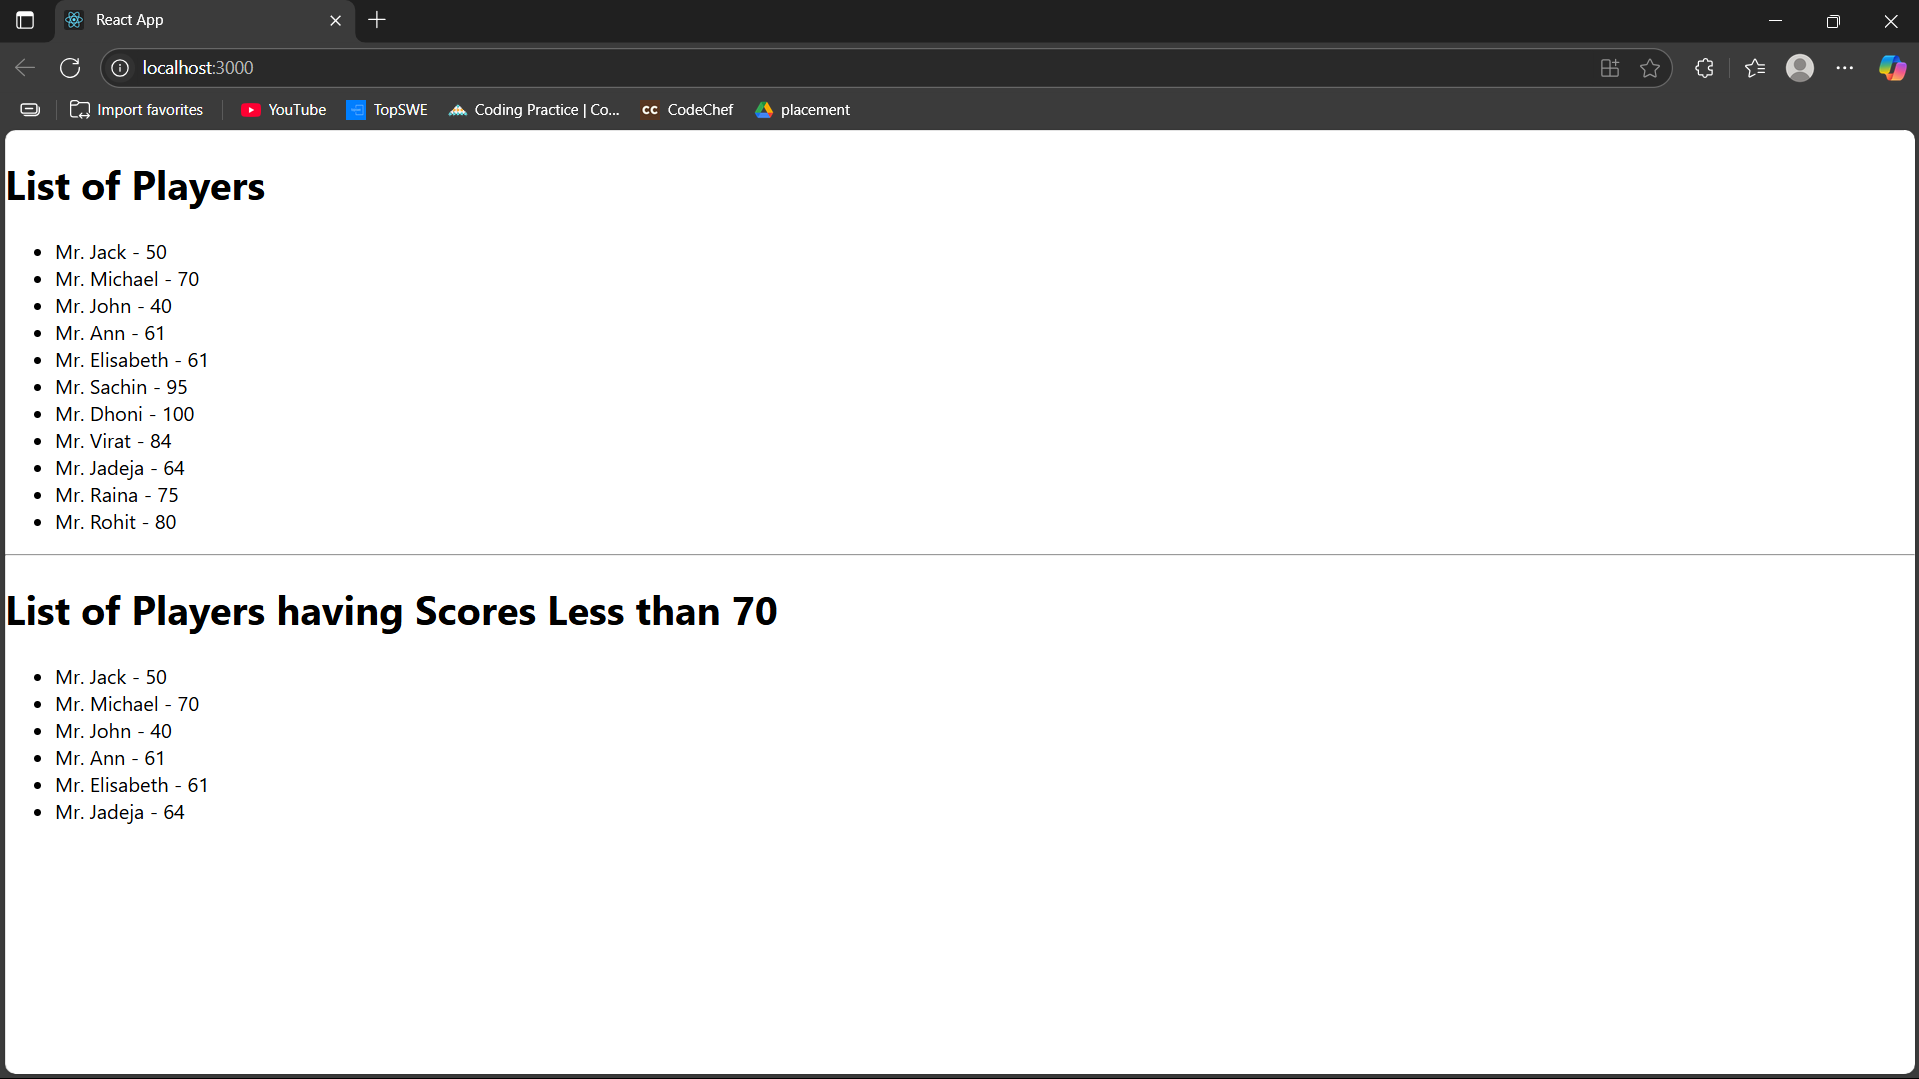 React App
localhost:3000
Import favorites YouTube TopSWE Coding Practice | Co... CC CodeChef placement
List of Players
• Mr. Jack - 50
• Mr. Michael - 70
• Mr. John - 40
• Mr. Ann - 61
• Mr. Elisabeth - 61
• Mr. Sachin - 95
• Mr. Dhoni - 100
• Mr. Virat - 84
• Mr. Jadeja - 64
• Mr. Raina - 75
• Mr. Rohit - 80
List of Players having Scores Less than 70
• Mr. Jack - 50
• Mr. Michael - 70
• Mr. John - 40
• Mr. Ann - 61
• Mr. Elisabeth - 61
• Mr. Jadeja - 64